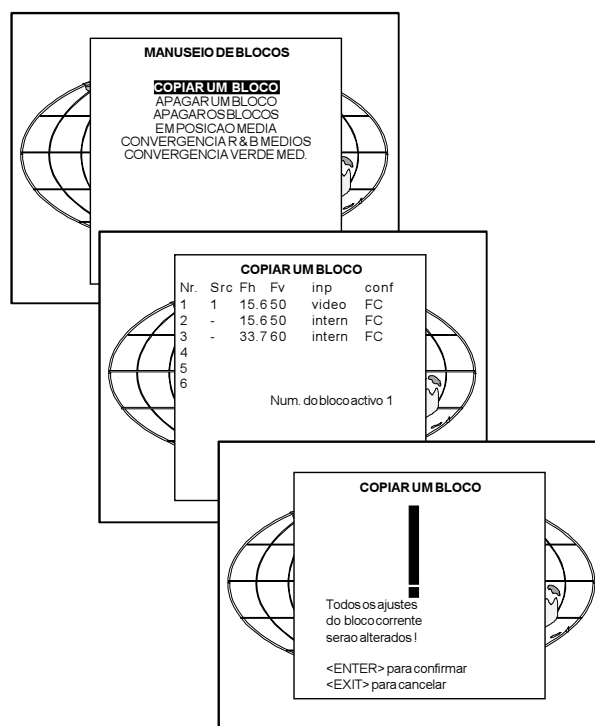 MANUSEIO DE BLOCOS
COPIAR UM BLOCO
APAGAR UM BLOCO
APAGAR OS BLOCOS
EM POSICAO MEDIA
CONVERGENCIA R & B MEDIOS
CONVERGENCIA VERDE MED.
COPIAR UM BLOCO
Nr. Src Fh Fv inp conf
1 1 15.6 50 video FC
2 - 15.6 50 intern FC
3 - 33.7 60 intern FC
4
5
6
Num. do bloco activo 1
COPIAR UM BLOCO
!
Todos os ajustes
do bloco corrente
serao alterados !
<ENTER> para confirmar
<EXIT> para cancelar